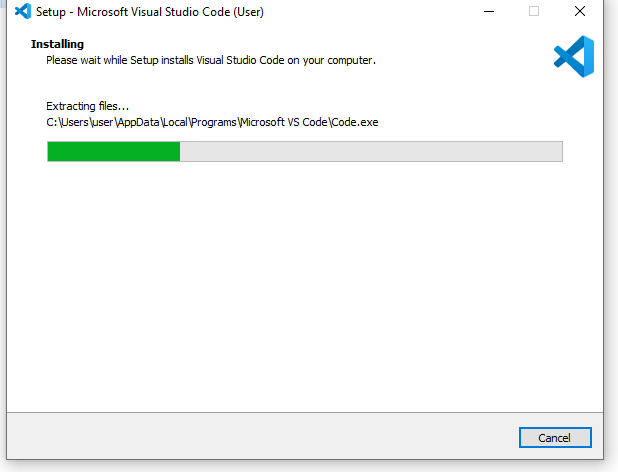 Setup - Microsoft Visual Studio Code (User)
Installing
Please wait while Setup installs Visual Studio Code on your computer.
Extracting files...
C:\Users\user\AppData\Local\Programs\Microsoft VS Code\Code.exe
Cancel